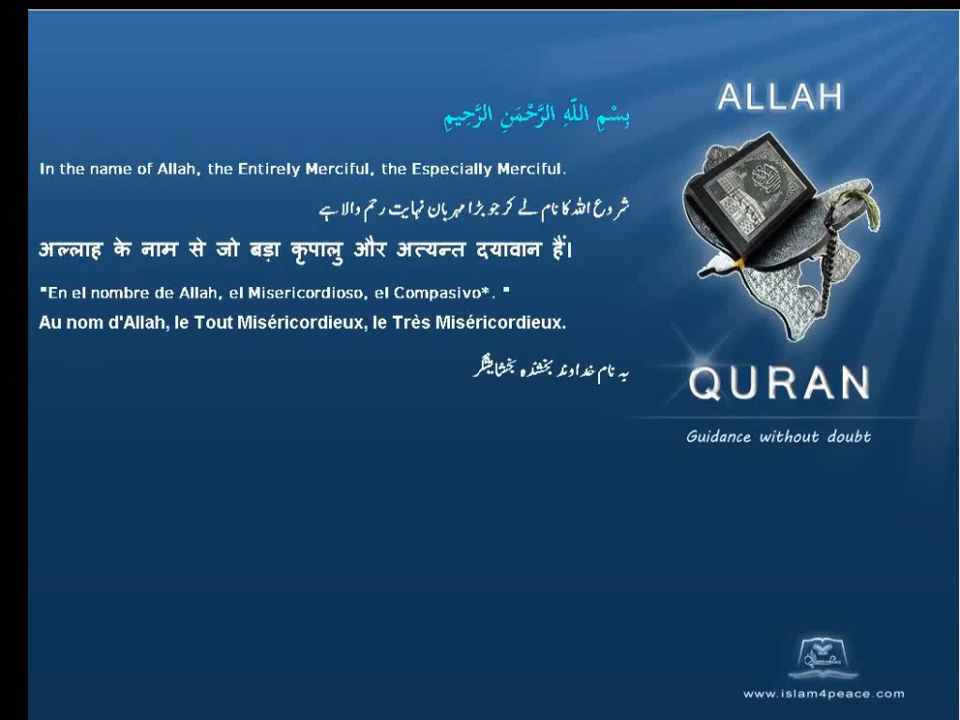 بِسْمِ اللّهِ الرَّحْمَنِ الرَّحِيمِ
In the name of Allah, the Entirely Merciful, the Especially Merciful.
شروع الله کا نام لے کر جو بڑا مہربان نہایت رحم والا ہے
अल्लाह के नाम से जो बड़ा कृपालु और अत्यन्त दयावान हैं।
"En el nombre de Allah, el Misericordioso, el Compasivo*. "
Au nom d'Allah, le Tout Miséricordieux, le Très Miséricordieux.
به نام خداوند بخشنده بخشایشگر
ALLAH
QURAN
Guidance without doubt
www.islam4peace.com